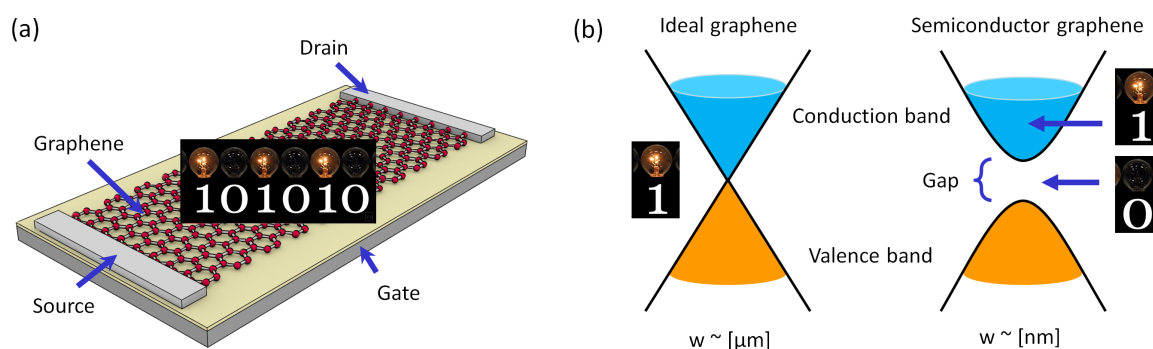 (a)
Drain
Graphene
101010
Source
Gate
(b)
Ideal graphene
Semiconductor graphene
Conduction band
1
1
Gap
0
Valence band
w ~ [μm]
w ~ [nm]